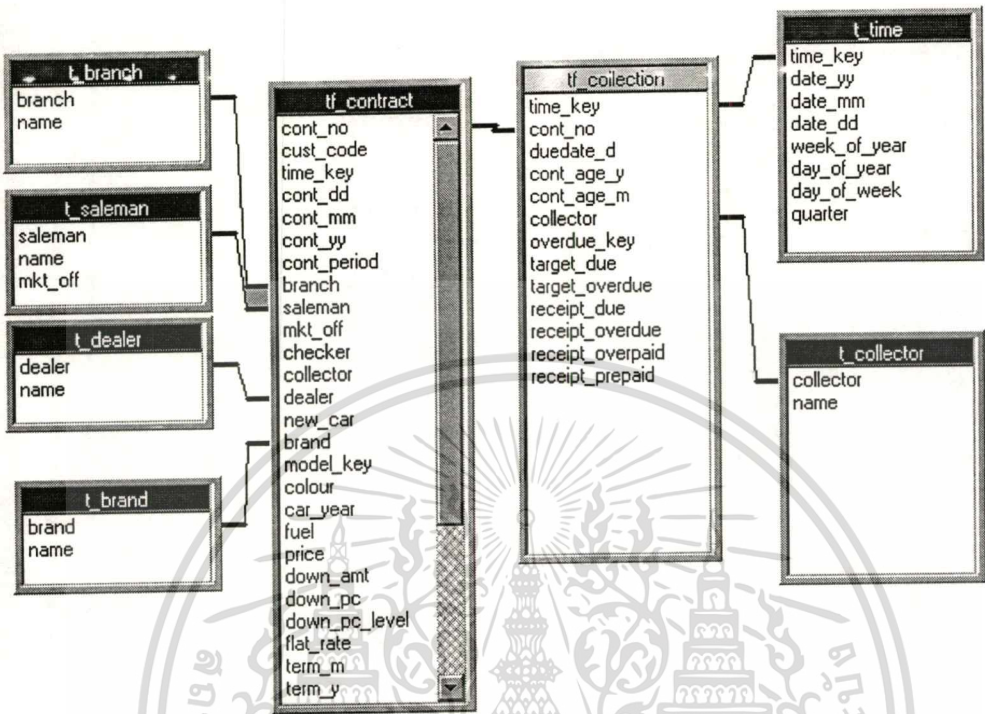 t_branch
branch
name
t_saleman
saleman
name
mkt_off
t_dealer
dealer
name
t_brand
brand
name
tf_contract
cont_no
cust_code
time_key
cont_dd
cont_mm
cont_yy
cont_period
branch
saleman
mkt_off
checker
collector
dealer
new_car
brand
model_key
colour
car_year
fuel
price
down_amt
down_pc
down_pc_level
flat_rate
term_m
term_y
tf_collection
time_key
cont_no
duedate_d
cont_age_y
cont_age_m
collector
overdue_key
target_due
target_overdue
receipt_due
receipt_overdue
receipt_overpaid
receipt_prepaid
t_time
time_key
date_yy
date_mm
date_dd
week_of_year
day_of_year
day_of_week
quarter
t_collector
collector
name